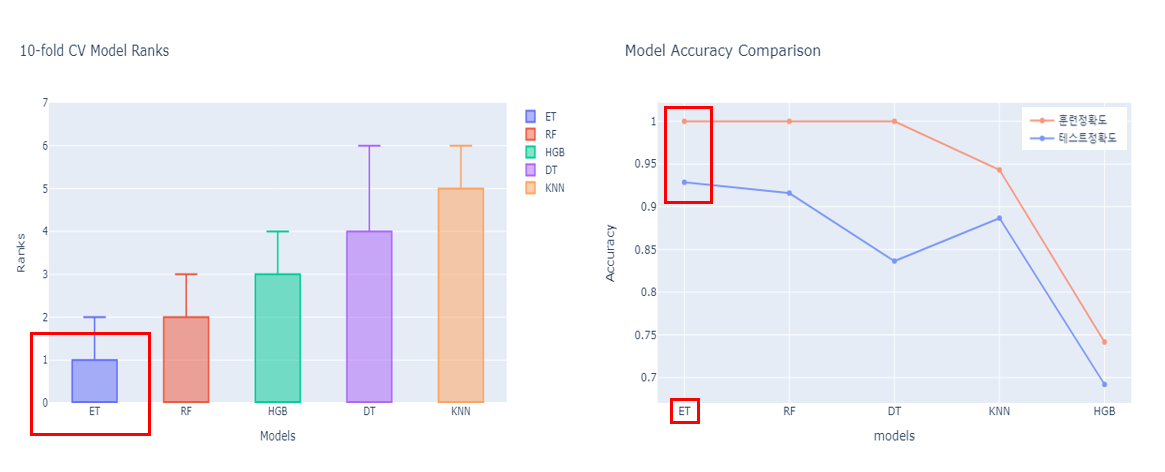 10-fold CV Model Ranks
7
6
5
4
3
2
1
0
Ranks
ET
RF
HGB
DT
KNN
Models
ET
RF
HGB
DT
KNN
Model Accuracy Comparison
1
0.95
0.9
0.85
0.8
0.75
0.7
Accuracy
ET
RF
DT
KNN
HGB
models
훈련정확도
테스트정확도